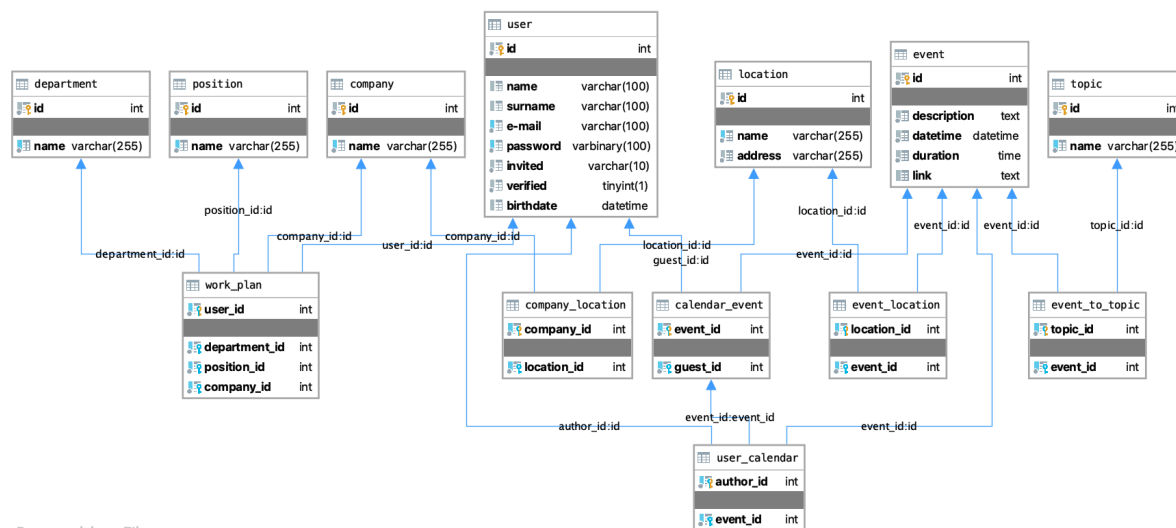 user
id int
name varchar(100)
surname varchar(100)
e-mail varchar(100)
password varbinary(100)
invited varchar(10)
verified tinyint(1)
birthdate datetime
event
id int
description text
datetime datetime
duration time
link text
department
id int
name varchar(255)
position
id int
name varchar(255)
company
id int
name varchar(255)
location
id int
name varchar(255)
address varchar(255)
topic
id
name varchar(255)
position_id:id
company_id:id
user_id:id
department_id:id
company_id:id
location_id:id
guest_id:id
location_id:id
event_id:id
event_id:id
event_id:id
topic_id:id
work_plan
user_id int
department_id int
position_id int
company_id int
company_location
company_id int
location_id int
calendar_event
event_id int
guest_id int
event_location
location_id int
event_id int
event_to_topic
topic_id int
event_id int
author_id:id
event_id:event_id
event_id:id
user_calendar
author_id int
event_id int